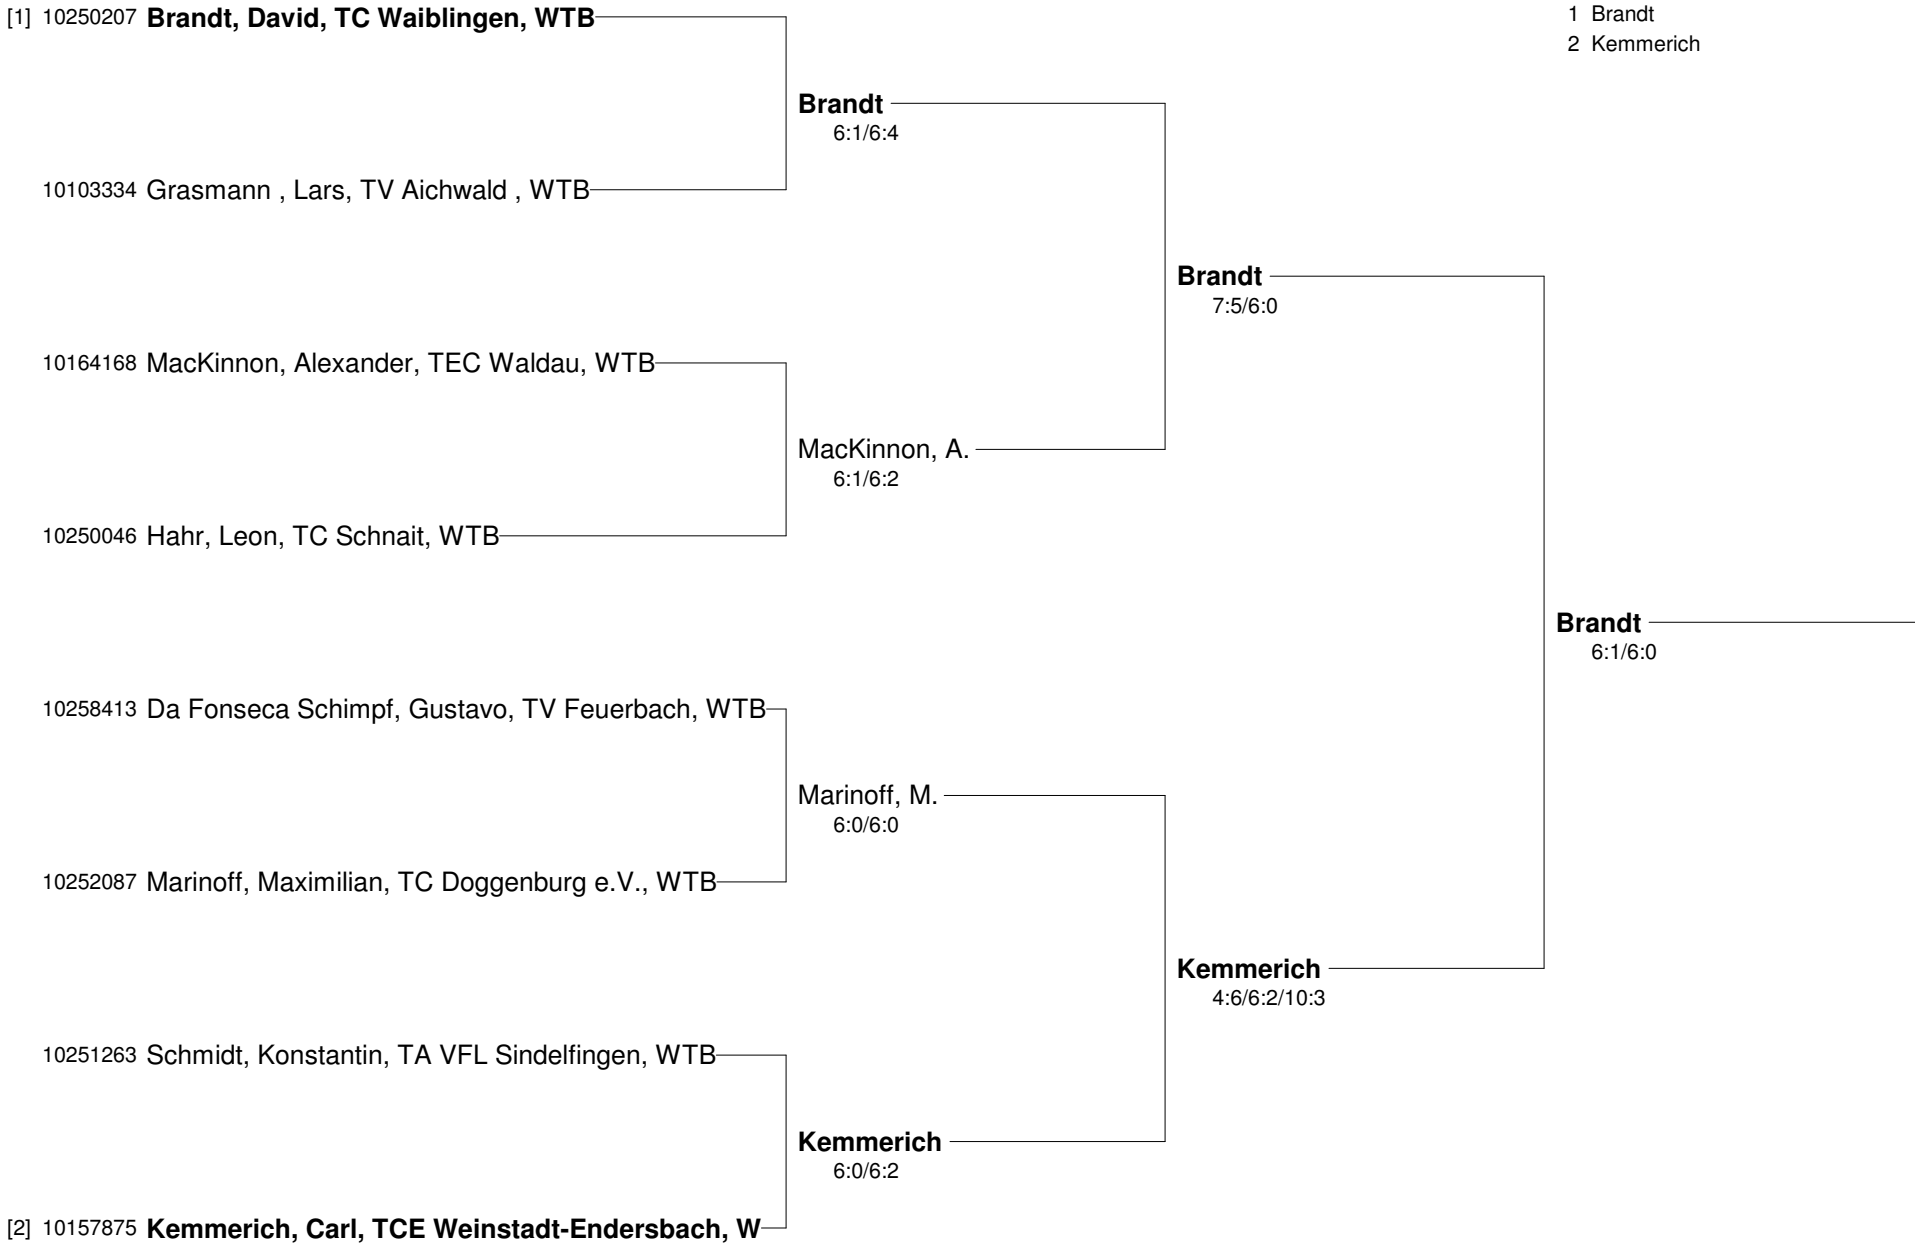 [1] 10250207 Brandt, David, TC Waiblingen, WTB
1 Brandt
2 Kemmerich
Brandt
6:1/6:4
10103334 Grasmann , Lars, TV Aichwald , WTB
Brandt
7:5/6:0
10164168 MacKinnon, Alexander, TEC Waldau, WTB
MacKinnon, A.
6:1/6:2
10250046 Hahr, Leon, TC Schnait, WTB
Brandt
6:1/6:0
10258413 Da Fonseca Schimpf, Gustavo, TV Feuerbach, WTB
Marinoff, M.
6:0/6:0
10252087 Marinoff, Maximilian, TC Doggenburg e.V., WTB
Kemmerich
4:6/6:2/10:3
10251263 Schmidt, Konstantin, TA VFL Sindelfingen, WTB
Kemmerich
6:0/6:2
[2] 10157875 Kemmerich, Carl, TCE Weinstadt-Endersbach, W